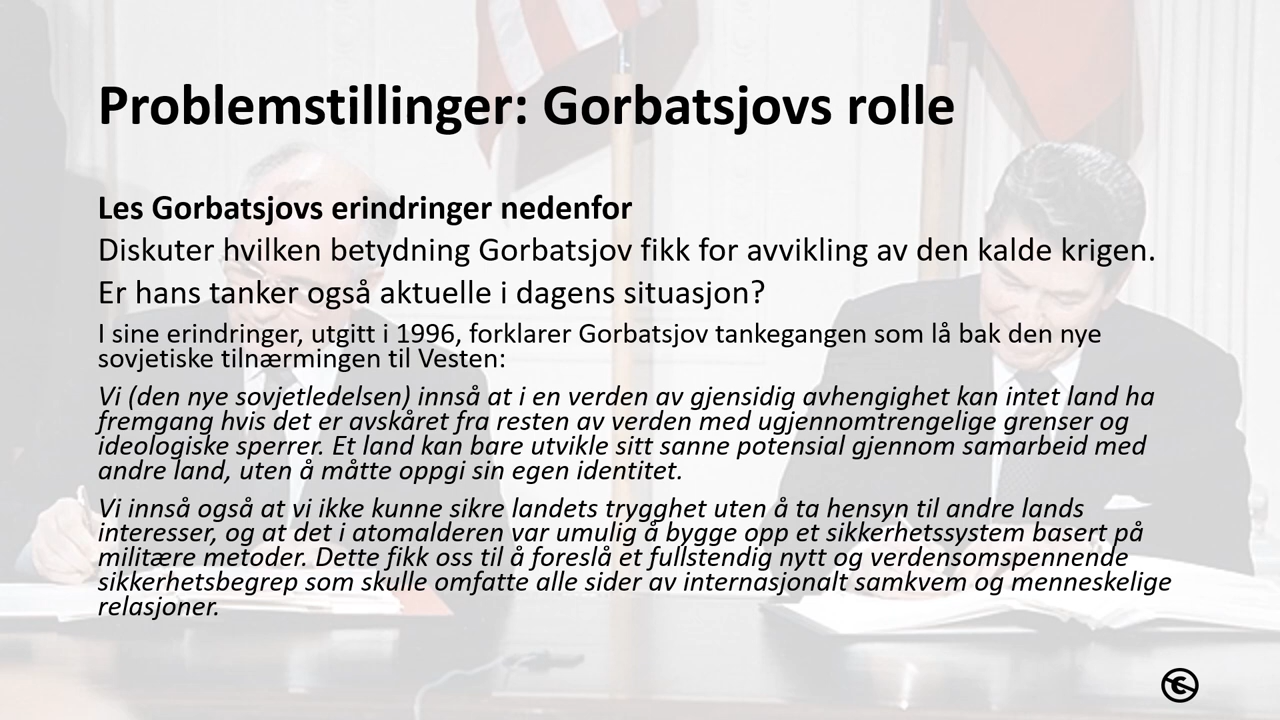 Problemstillinger: Gorbatsjovs rolle
Les Gorbatsjovs erindringer nedenfor
Diskuter hvilken betydning Gorbatsjov fikk for avvikling av den kalde krigen.
Er hans tanker også aktuelle i dagens situasjon?
I sine erindringer, utgitt i 1996, forklarer Gorbatsjov tankegangen som lå bak den nye
sovjetiske tilnærmingen til Vesten:
Vi (den nye sovjetledelsen) innså at i en verden av gjensidig avhengighet kan intet land ha
fremgang hvis det er avskåret fra resten av verden med ugjennomtrengelige grenser og
ideologiske sperrer. Et land kan bare utvikle sitt sanne potensial gjennom samarbeid med
andre land, uten å måtte oppgi sin egen identitet.
Vi innså også at vi ikke kunne sikre landets trygghet uten å ta hensyn til andre lands
interesser, og at det i atomalderen var umulig å bygge opp et sikkerhetssystem basert på
militære metoder. Dette fikk oss til å foreslå et fullstendig nytt og verdensomspennende
sikkerhetsbegrep som skulle omfatte alle sider av internasjonalt samkvem og menneskelige
relasjoner.